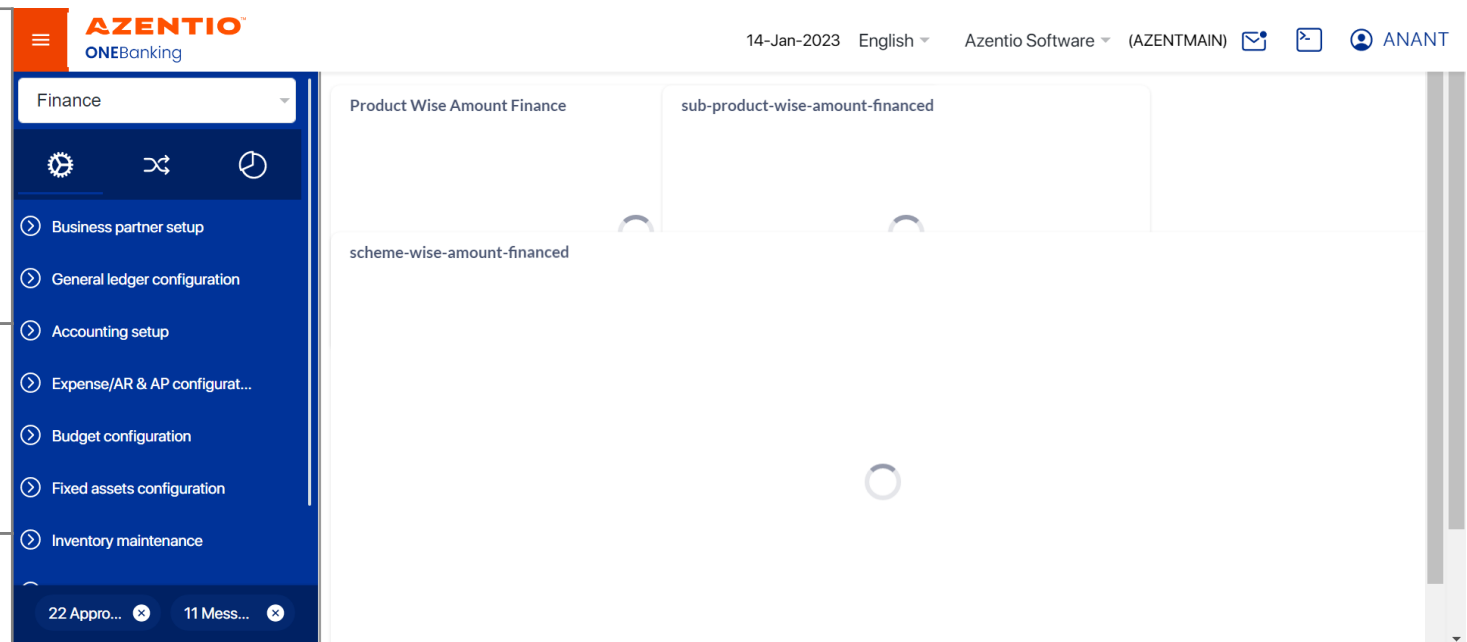 AZENTIO™
ONEBanking
14-Jan-2023 English Azentio Software (AZENTMAIN) ANANT
Finance
Business partner setup
General ledger configuration
Accounting setup
Expense/AR & AP configurat...
Budget configuration
Fixed assets configuration
Inventory maintenance
22 Appro... 11 Mess...
Product Wise Amount Finance
sub-product-wise-amount-financed
scheme-wise-amount-financed